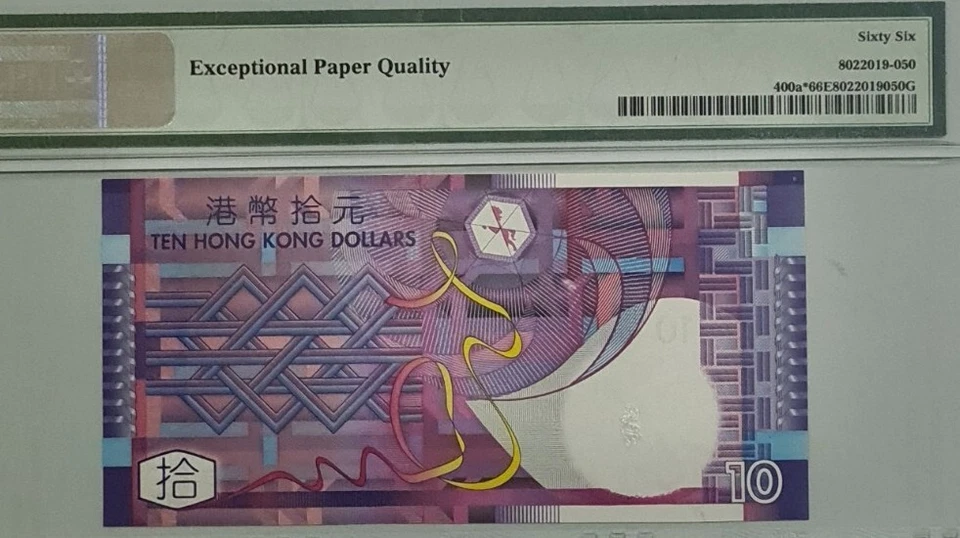 Exceptional Paper Quality
Sixty Six
8022019-050
400a*66E8022019050G
港幣拾元
TEN HONG KONG DOLLARS
拾
10